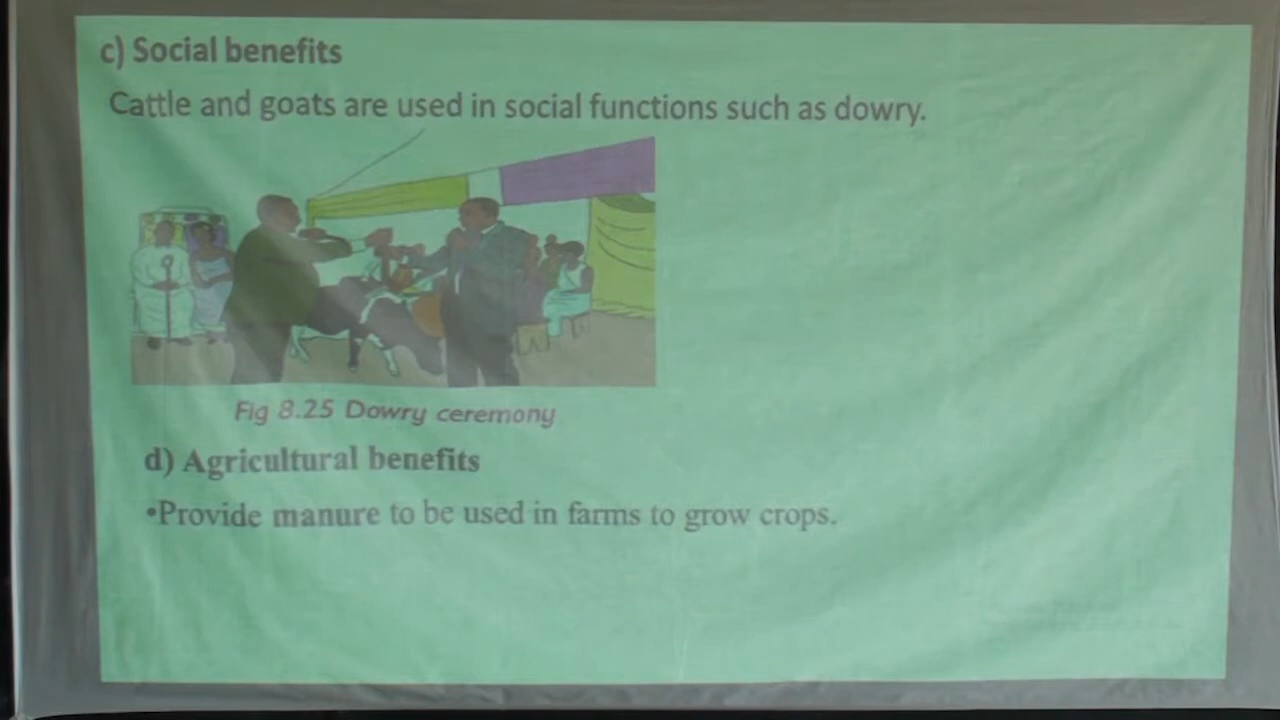 c) Social benefits
Cattle and goats are used in social functions such as dowry.
Fig 8.25 Dowry ceremony
d) Agricultural benefits
•Provide manure to be used in farms to grow crops.